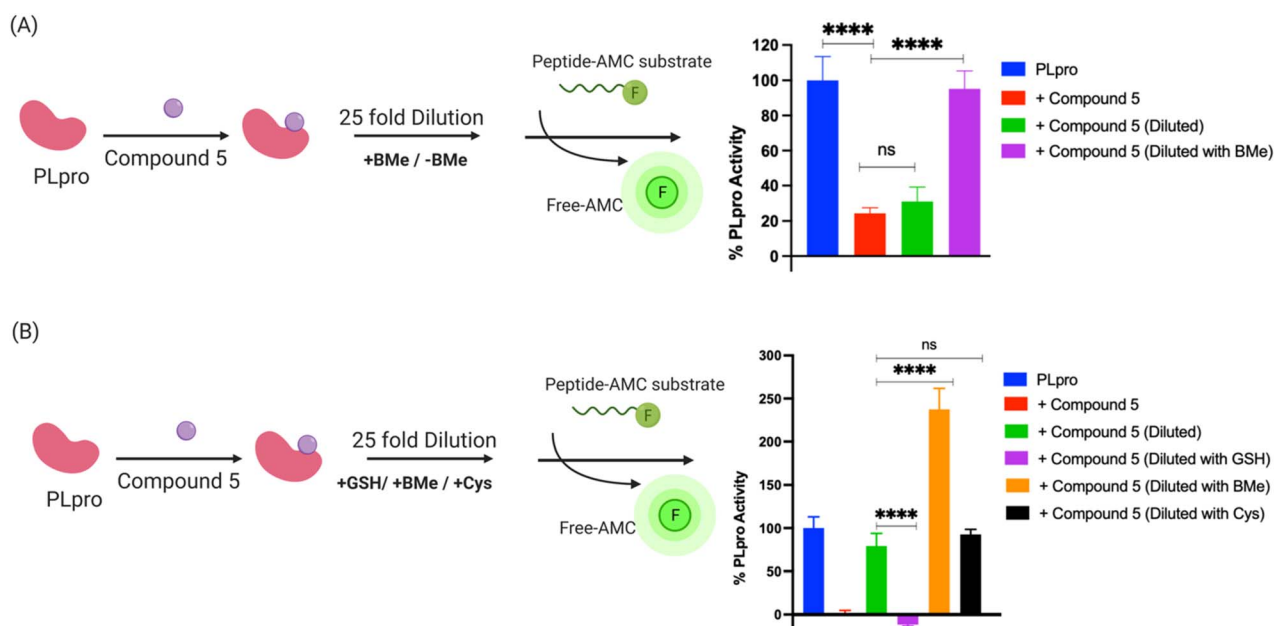 (A)
PLpro
Compound 5
25 fold Dilution
+BMe / -BMe
Peptide-AMC substrate
F
Free-AMC
F
% PLpro Activity
120
100
80
60
40
20
0
****
****
ns
PLpro
+ Compound 5
+ Compound 5 (Diluted)
+ Compound 5 (Diluted with BMe)
(B)
PLpro
Compound 5
25 fold Dilution
+GSH/ +BMe / +Cys
Peptide-AMC substrate
F
Free-AMC
F
% PLpro Activity
300
250
200
150
100
50
0
ns
****
****
PLpro
+ Compound 5
+ Compound 5 (Diluted)
+ Compound 5 (Diluted with GSH)
+ Compound 5 (Diluted with BMe)
+ Compound 5 (Diluted with Cys)